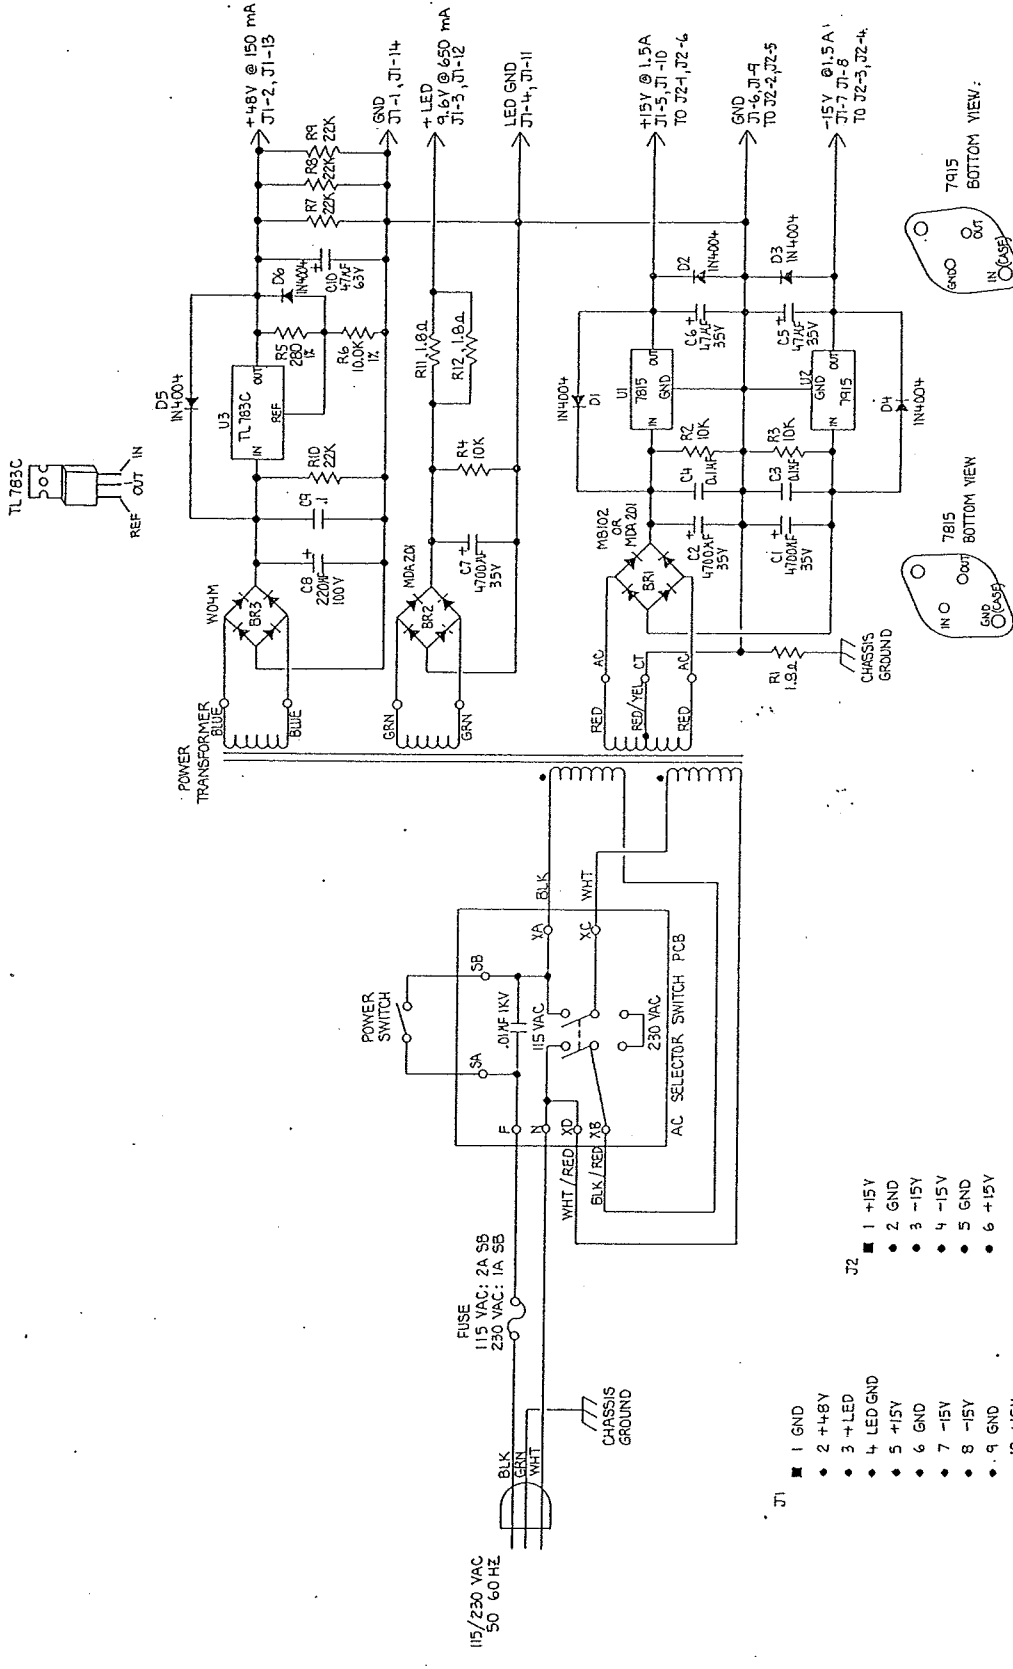 115/230 VAC
50 60 HZ
BLK
GRN
WHT
CHASSIS
GROUND
FUSE
115 VAC: 2A SB
230 VAC: 1A SB
POWER
SWITCH
SA
SB
F
N
XD
XB
XA
XC
.01µF 1KV
115 VAC
230 VAC
AC SELECTOR SWITCH PCB
WHT/RED
BLK/RED
BLK
WHT
POWER
TRANSFORMER
BLUE
BLUE
GRN
GRN
RED
RED/YEL
RED
AC
CT
AC
R1
1.8Ω
CHASSIS
GROUND
TL783C
REF
OUT
IN
W04M
BR3
C8
220µF
100V
C9
.1
R10
22K
D5
1N4004
U3
TL783C
IN
OUT
REF
R5
280
1%
R6
10.0K
1%
D6
1N4004
C10
47µF
63V
R7
22K
R8
22K
R9
22K
+48V @ 150 mA
J1-2, J1-13
GND
J1-1, J1-14
MDA201
BR2
C7
4700µF
35V
R4
10K
R11 1.8Ω
R12 1.8Ω
+LED
9.6V @ 650 mA
J1-3, J1-12
LED GND
J1-4, J1-11
MB102
OR
MDA201
BR1
C2
4700µF
35V
C1
4700µF
35V
C4
0.1µF
C3
0.1µF
R2
10K
R3
10K
1N4004
D1
U1
7815
IN
OUT
GND
U2
7915
GND
IN
OUT
D4
1N4004
C6
47µF
35V
C5
47µF
35V
D2
1N4004
D3
1N4004
+15V @ 1.5A
J1-5, J1-10
TO J2-1, J2-6
GND
J1-6, J1-9
TO J2-2, J2-5
-15V @1.5A
J1-7 J1-8
TO J2-3, J2-4
7815
BOTTOM VIEW
IN
OUT
GND
(CASE)
7915
BOTTOM VIEW.
GND
OUT
IN
(CASE)
J1
1 GND
2 +48V
3 +LED
4 LED GND
5 +15V
6 GND
7 -15V
8 -15V
9 GND
J2
1 +15V
2 GND
3 -15V
4 -15V
5 GND
6 +15V